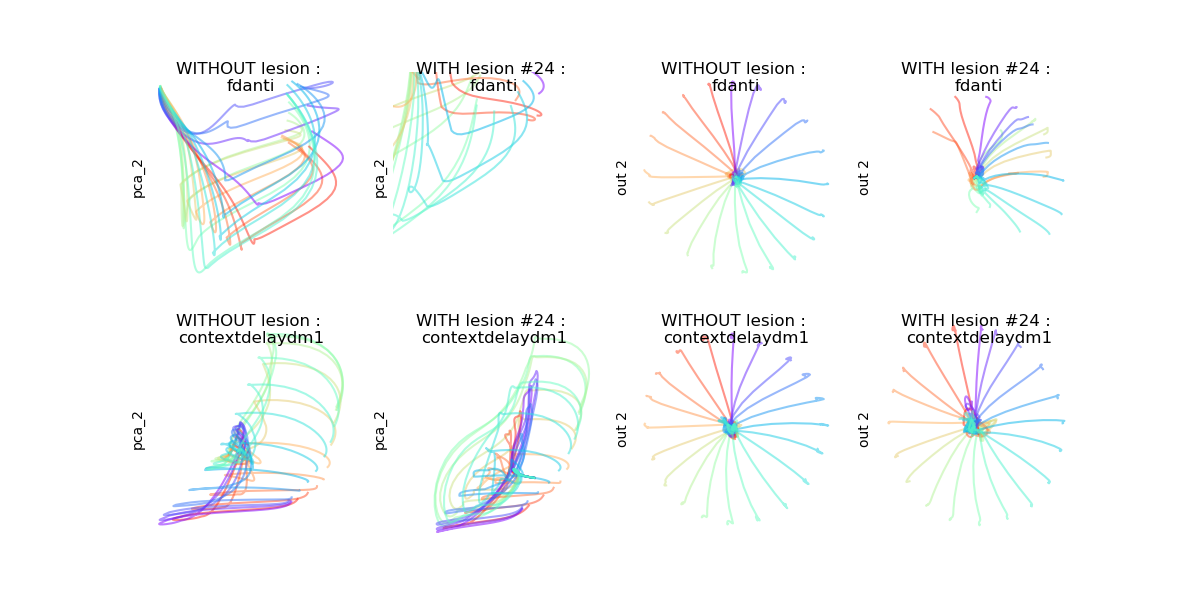 WITHOUT lesion :
fdanti
WITH lesion #24 :
fdanti
WITHOUT lesion :
fdanti
WITH lesion #24 :
fdanti
pca_2
pca_2
out 2
out 2
WITHOUT lesion :
contextdelaydm1
WITH lesion #24 :
contextdelaydm1
WITHOUT lesion :
contextdelaydm1
WITH lesion #24 :
contextdelaydm1
pca_2
pca_2
out 2
out 2